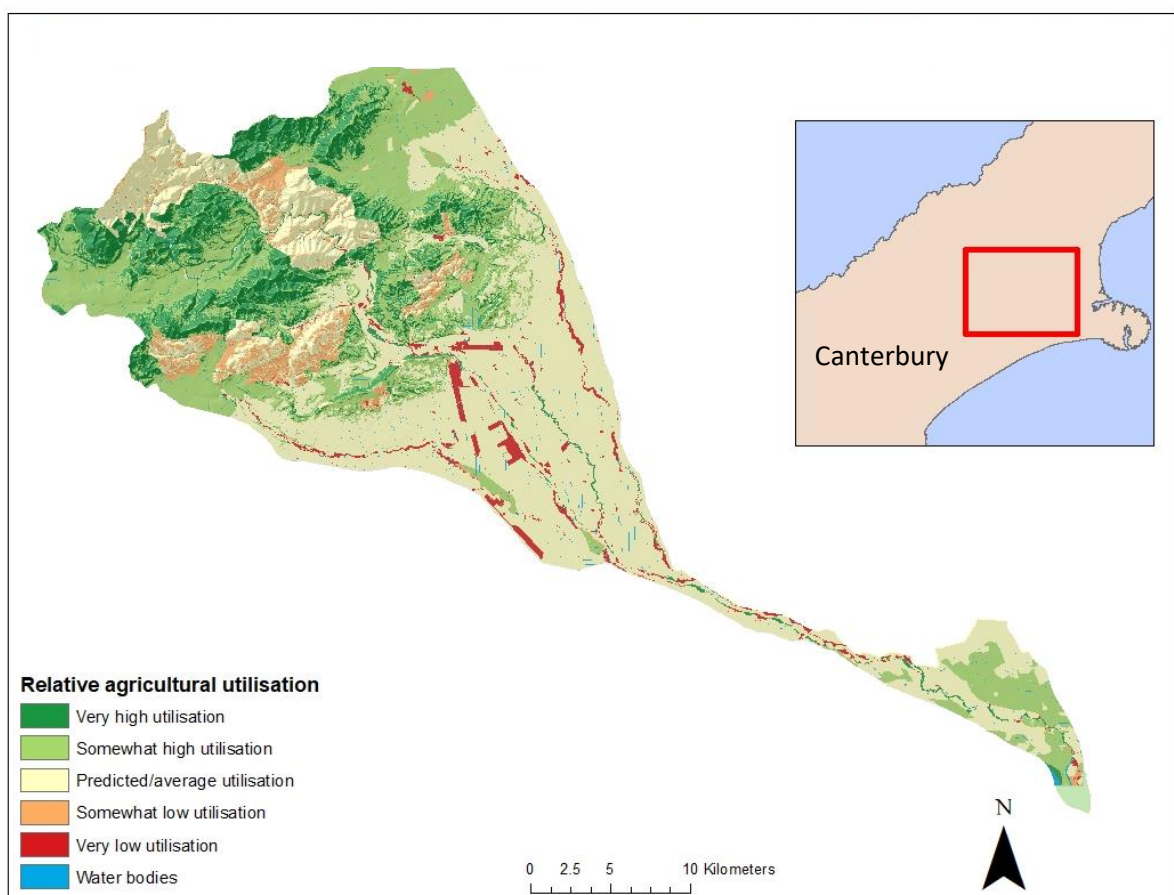 Canterbury
Relative agricultural utilisation
Very high utilisation
Somewhat high utilisation
Predicted/average utilisation
Somewhat low utilisation
Very low utilisation
Water bodies
0 2.5 5 10 Kilometers
N